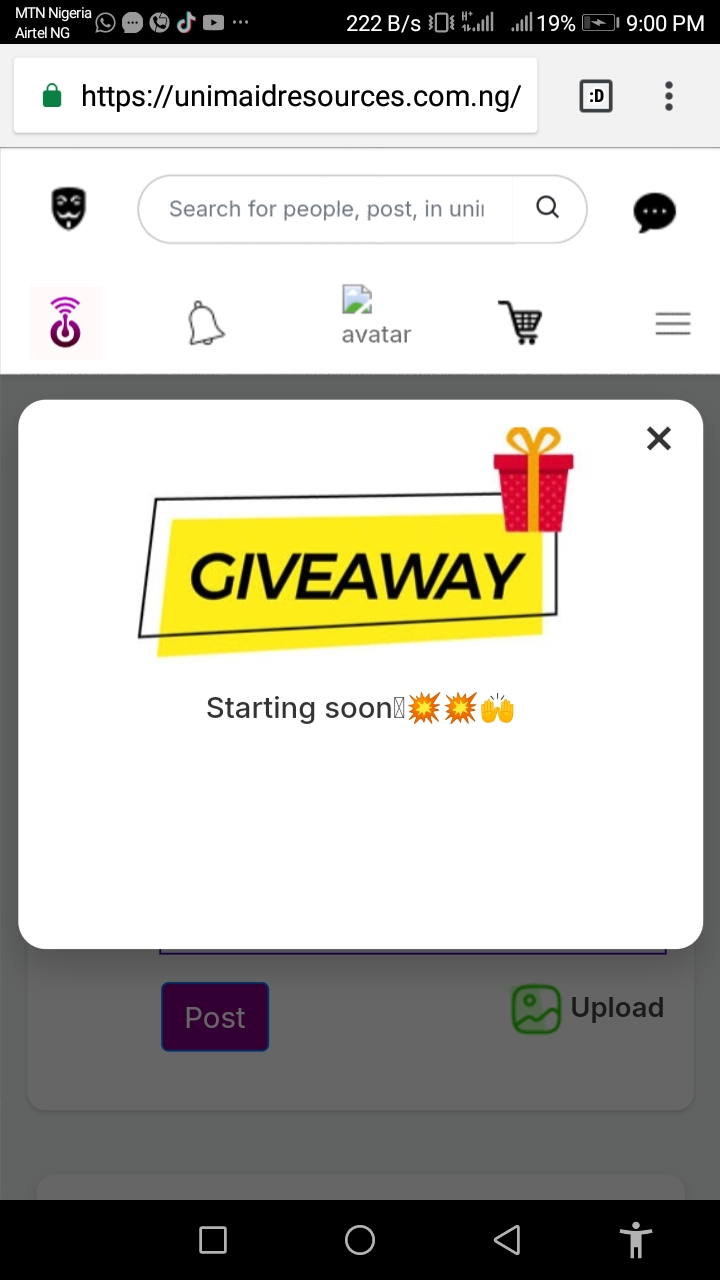 MTN Nigeria
Airtel NG
222 B/s
H+
19%
9:00 PM
https://unimaidresources.com.ng/
:D
Search for people, post, in uni
avatar
GIVEAWAY
Starting soon💥💥🙌
Post
Upload